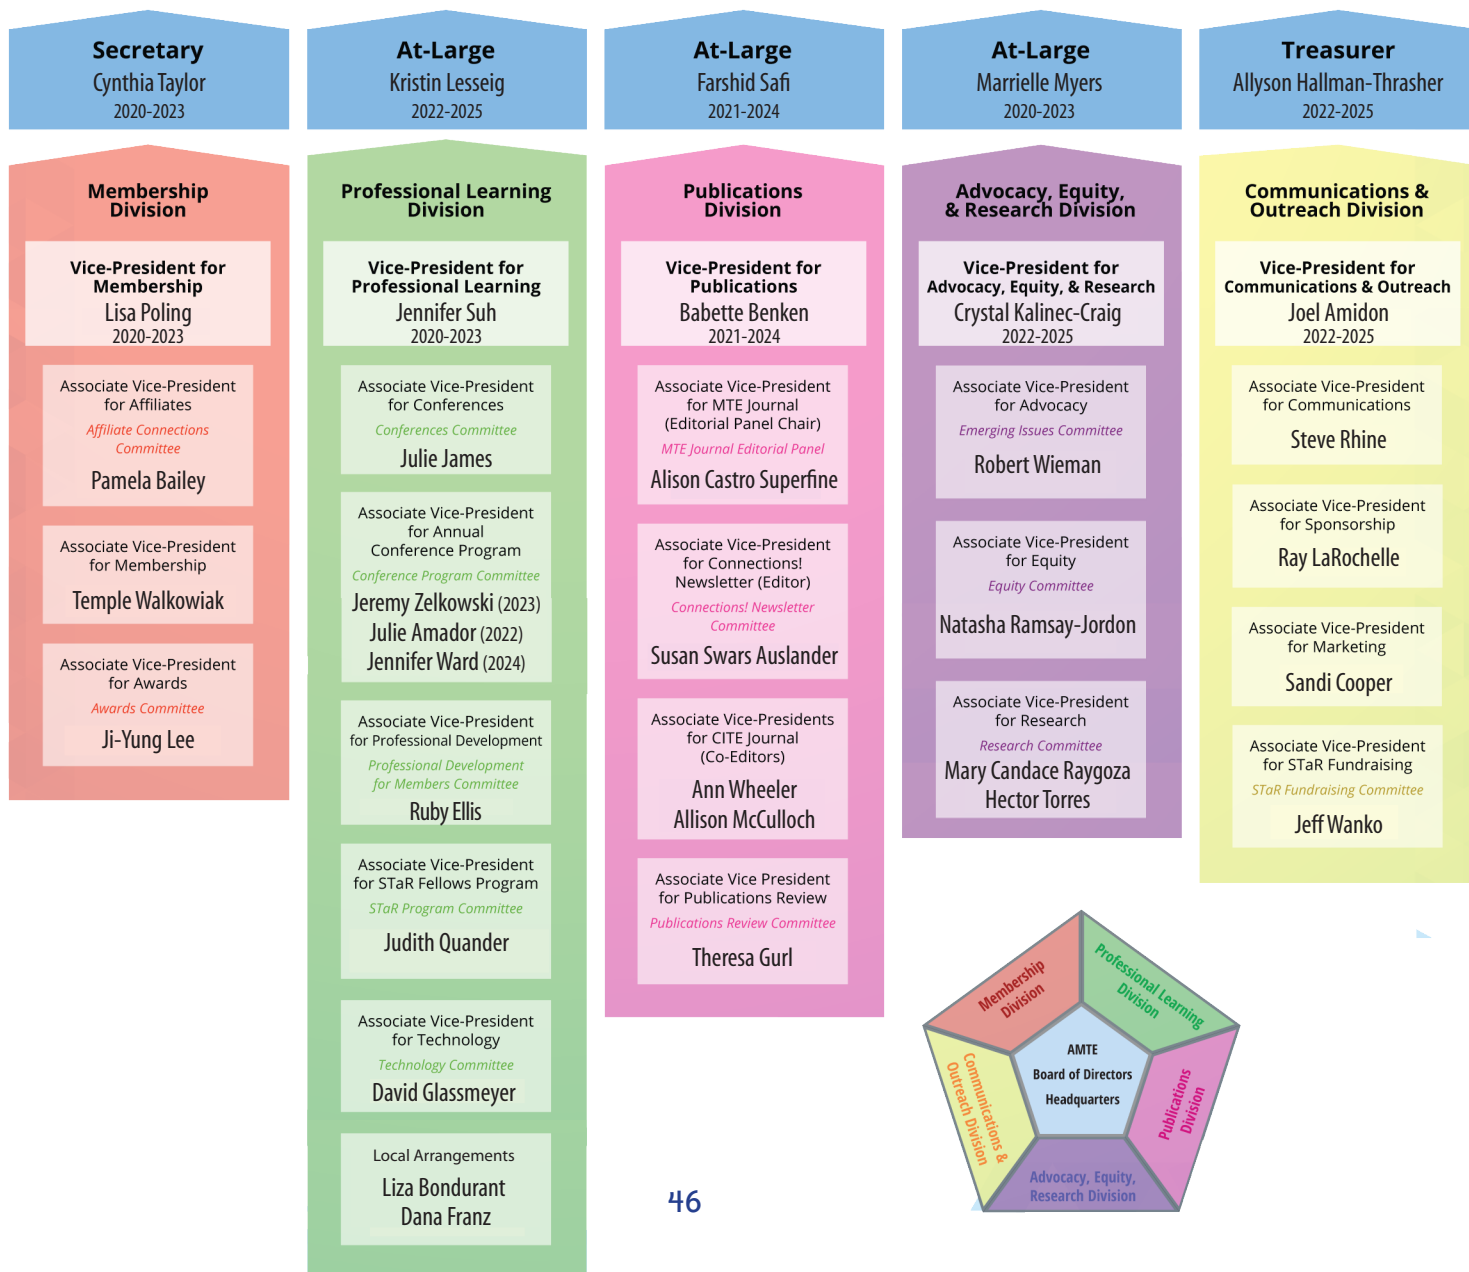 Secretary
Cynthia Taylor
2020-2023
At-Large
Kristin Lesseig
2022-2025
At-Large
Farshid Safi
2021-2024
At-Large
Marrielle Myers
2020-2023
Treasurer
Allyson Hallman-Thrasher
2022-2025
Membership
Division
Vice-President for
Membership
Lisa Poling
2020-2023
Associate Vice-President
for Affiliates
Affiliate Connections
Committee
Pamela Bailey
Associate Vice-President
for Membership
Temple Walkowiak
Associate Vice-President
for Awards
Awards Committee
Ji-Yung Lee
Professional Learning
Division
Vice-President for
Professional Learning
Jennifer Suh
2020-2023
Associate Vice-President
for Conferences
Conferences Committee
Julie James
Associate Vice-President
for Annual
Conference Program
Conference Program Committee
Jeremy Zelkowski (2023)
Julie Amador (2022)
Jennifer Ward (2024)
Associate Vice-President
for Professional Development
Professional Development
for Members Committee
Ruby Ellis
Associate Vice-President
for STaR Fellows Program
STaR Program Committee
Judith Quander
Associate Vice-President
for Technology
Technology Committee
David Glassmeyer
Local Arrangements
Liza Bondurant
Dana Franz
Publications
Division
Vice-President for
Publications
Babette Benken
2021-2024
Associate Vice-President
for MTE Journal
(Editorial Panel Chair)
MTE Journal Editorial Panel
Alison Castro Superfine
Associate Vice-President
for Connections!
Newsletter (Editor)
Connections! Newsletter
Committee
Susan Swars Auslander
Associate Vice-Presidents
for CITE Journal
(Co-Editors)
Ann Wheeler
Allison McCulloch
Associate Vice President
for Publications Review
Publications Review Committee
Theresa Gurl
Advocacy, Equity,
& Research Division
Vice-President for
Advocacy, Equity, & Research
Crystal Kalinec-Craig
2022-2025
Associate Vice-President
for Advocacy
Emerging Issues Committee
Robert Wieman
Associate Vice-President
for Equity
Equity Committee
Natasha Ramsay-Jordon
Associate Vice-President
for Research
Research Committee
Mary Candace Raygoza
Hector Torres
Communications &
Outreach Division
Vice-President for
Communications & Outreach
Joel Amidon
2022-2025
Associate Vice-President
for Communications
Steve Rhine
Associate Vice-President
for Sponsorship
Ray LaRochelle
Associate Vice-President
for Marketing
Sandi Cooper
Associate Vice-President
for STaR Fundraising
STaR Fundraising Committee
Jeff Wanko
Membership
Division
Professional Learning
Division
Communications &
Outreach Division
AMTE
Board of Directors
Headquarters
Publications
Division
Advocacy, Equity,
Research Division
46